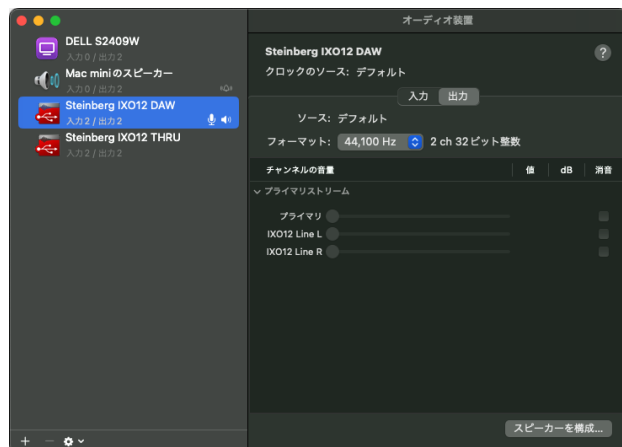 オーディオ装置
DELL S2409W
入力 0 / 出力 2
Mac miniのスピーカー
入力 0 / 出力 2
Steinberg IXO12 DAW
入力 2 / 出力 2
Steinberg IXO12 THRU
入力 2 / 出力 2
Steinberg IXO12 DAW
?
クロックのソース: デフォルト
入力 出力
ソース: デフォルト
フォーマット: 44,100 Hz 2 ch 32ビット整数
チャンネルの音量 値 dB 消音
プライマリストリーム
プライマリ
IXO12 Line L
IXO12 Line R
スピーカーを構成...